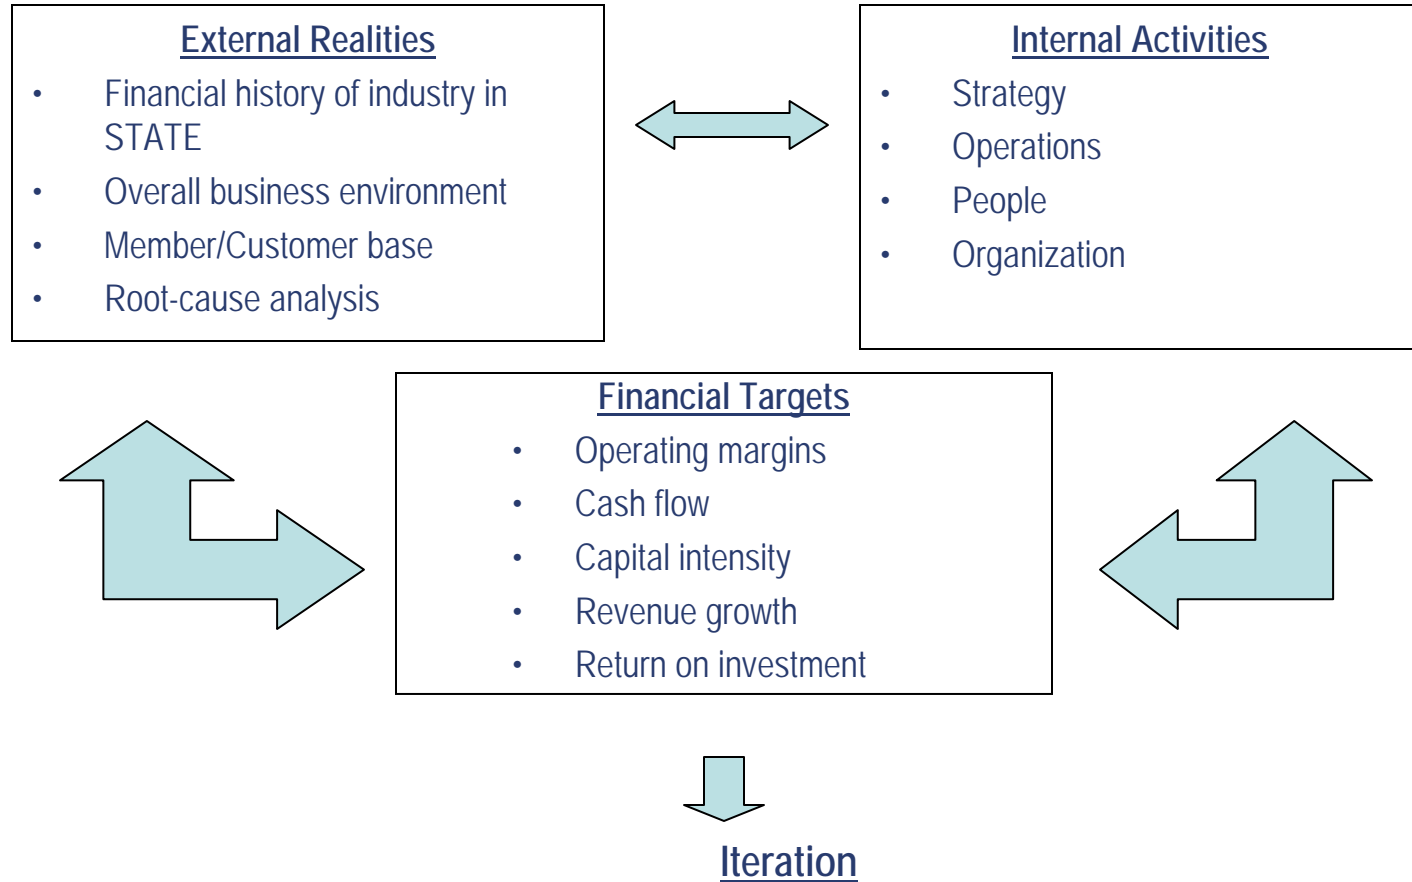 External Realities
• Financial history of industry in
STATE
• Overall business environment
• Member/Customer base
• Root-cause analysis
Internal Activities
• Strategy
• Operations
• People
• Organization
Financial Targets
• Operating margins
• Cash flow
• Capital intensity
• Revenue growth
• Return on investment
Iteration